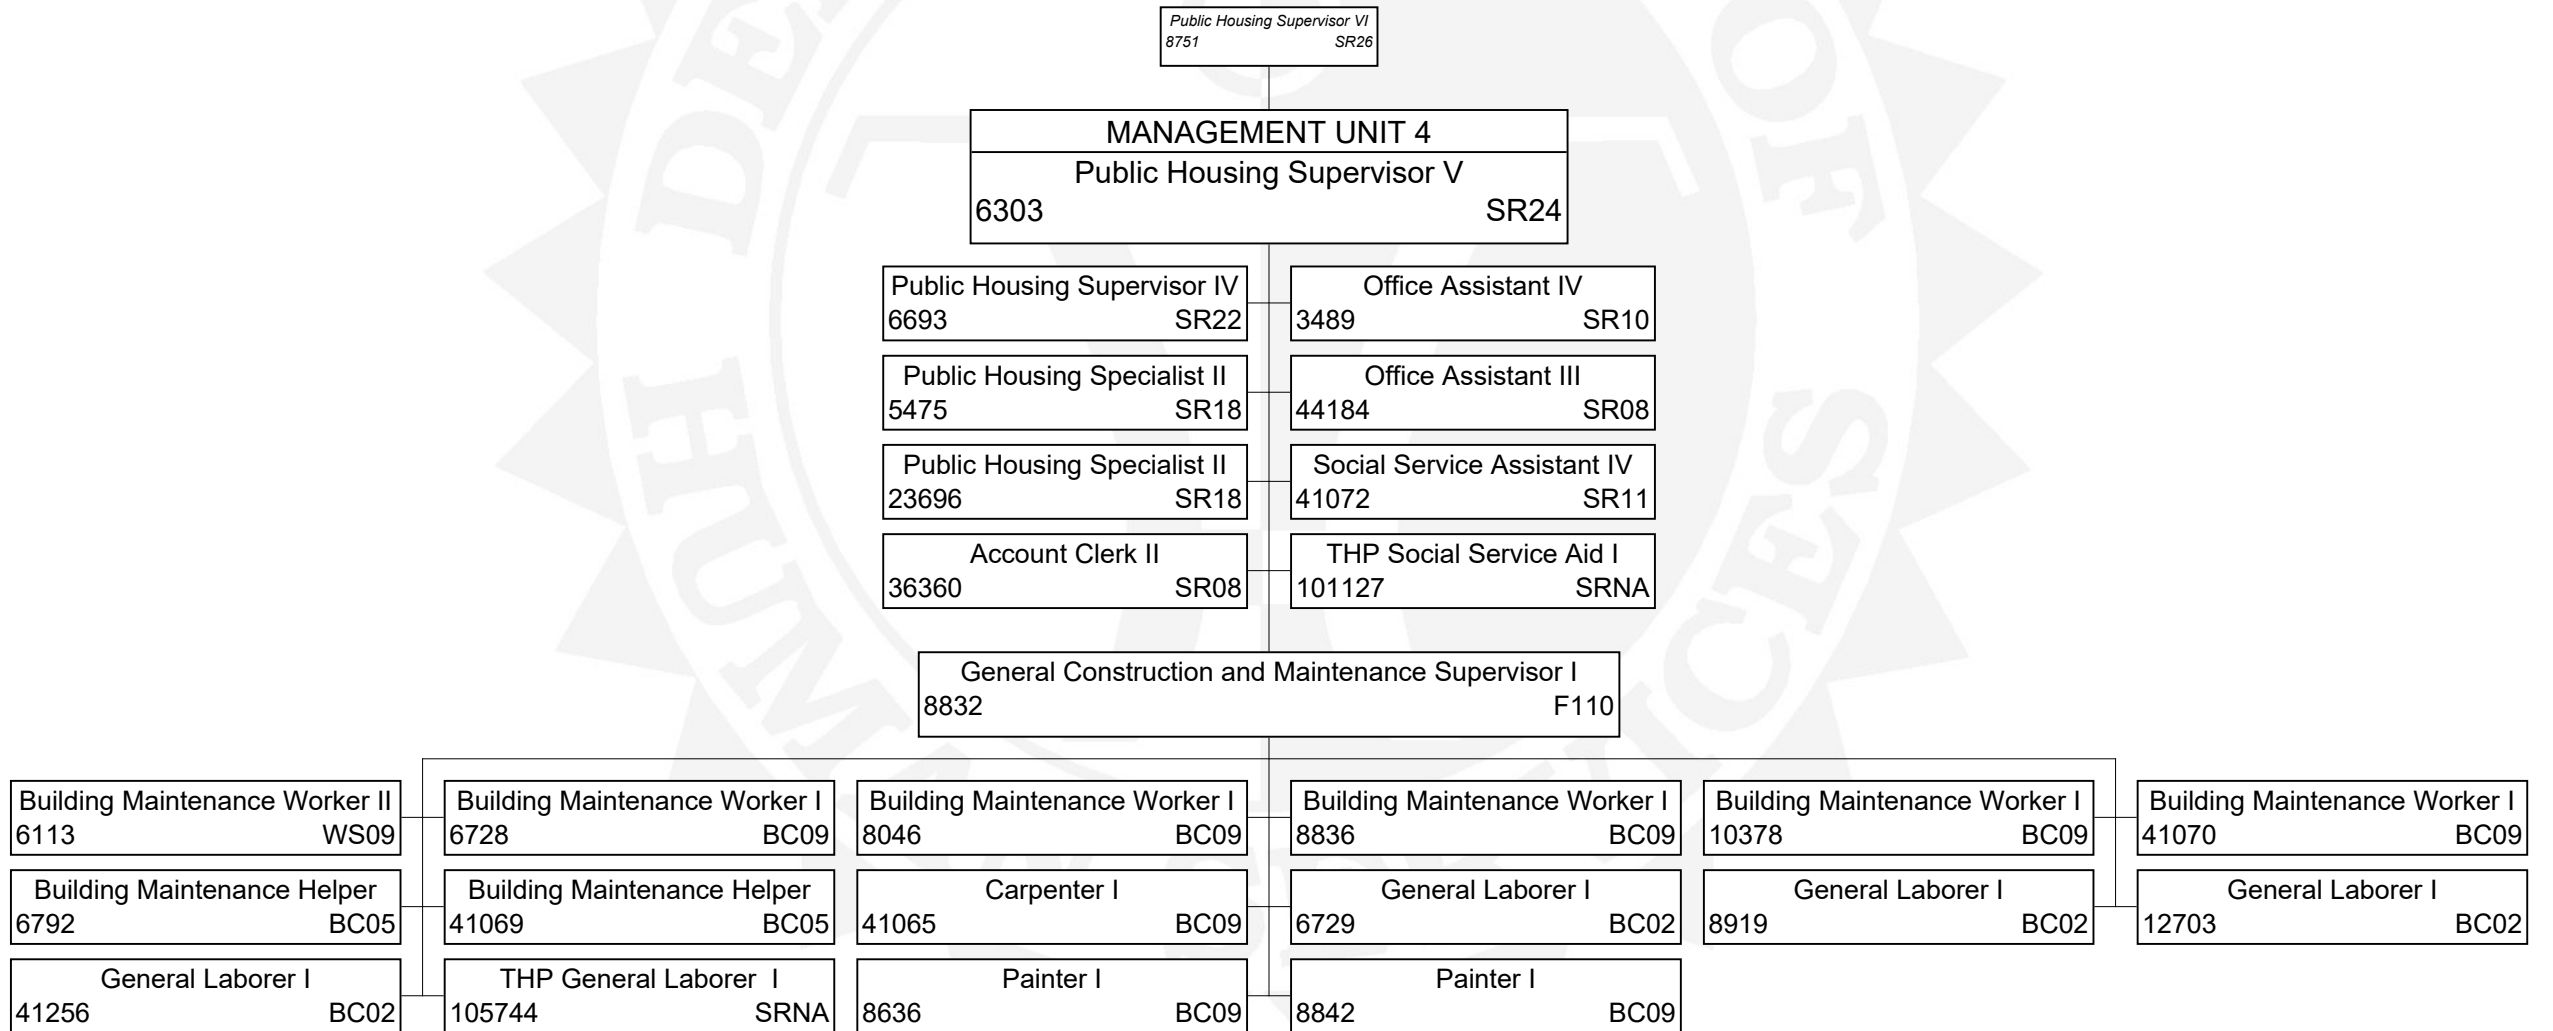 Public Housing Supervisor VI
8751 SR26
MANAGEMENT UNIT 4
Public Housing Supervisor V
6303 SR24
Public Housing Supervisor IV
6693 SR22
Office Assistant IV
3489 SR10
Public Housing Specialist II
5475 SR18
Office Assistant III
44184 SR08
Public Housing Specialist II
23696 SR18
Social Service Assistant IV
41072 SR11
Account Clerk II
36360 SR08
THP Social Service Aid I
101127 SRNA
General Construction and Maintenance Supervisor I
8832 F110
Building Maintenance Worker II
6113 WS09
Building Maintenance Worker I
6728 BC09
Building Maintenance Worker I
8046 BC09
Building Maintenance Worker I
8836 BC09
Building Maintenance Worker I
10378 BC09
Building Maintenance Worker I
41070 BC09
Building Maintenance Helper
6792 BC05
Building Maintenance Helper
41069 BC05
Carpenter I
41065 BC09
General Laborer I
6729 BC02
General Laborer I
8919 BC02
General Laborer I
12703 BC02
General Laborer I
41256 BC02
THP General Laborer I
105744 SRNA
Painter I
8636 BC09
Painter I
8842 BC09